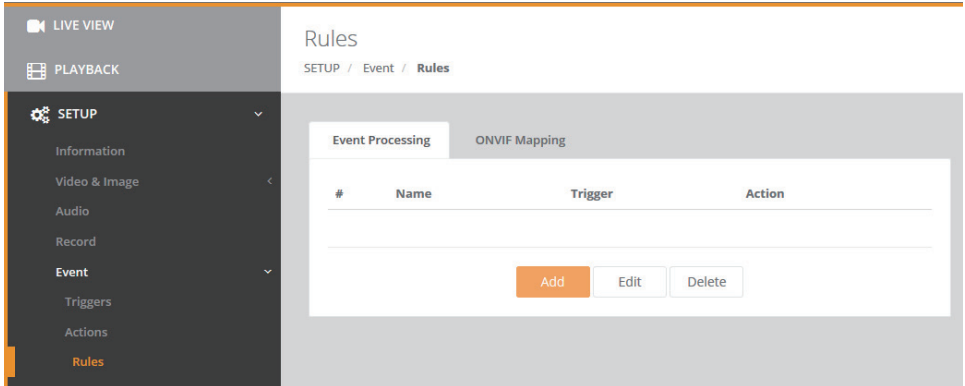 LIVE VIEW
PLAYBACK
SETUP
Information
Video & Image
Audio
Record
Event
Triggers
Actions
Rules
Rules
SETUP / Event / Rules
Event Processing ONVIF Mapping
# Name Trigger Action
Add Edit Delete